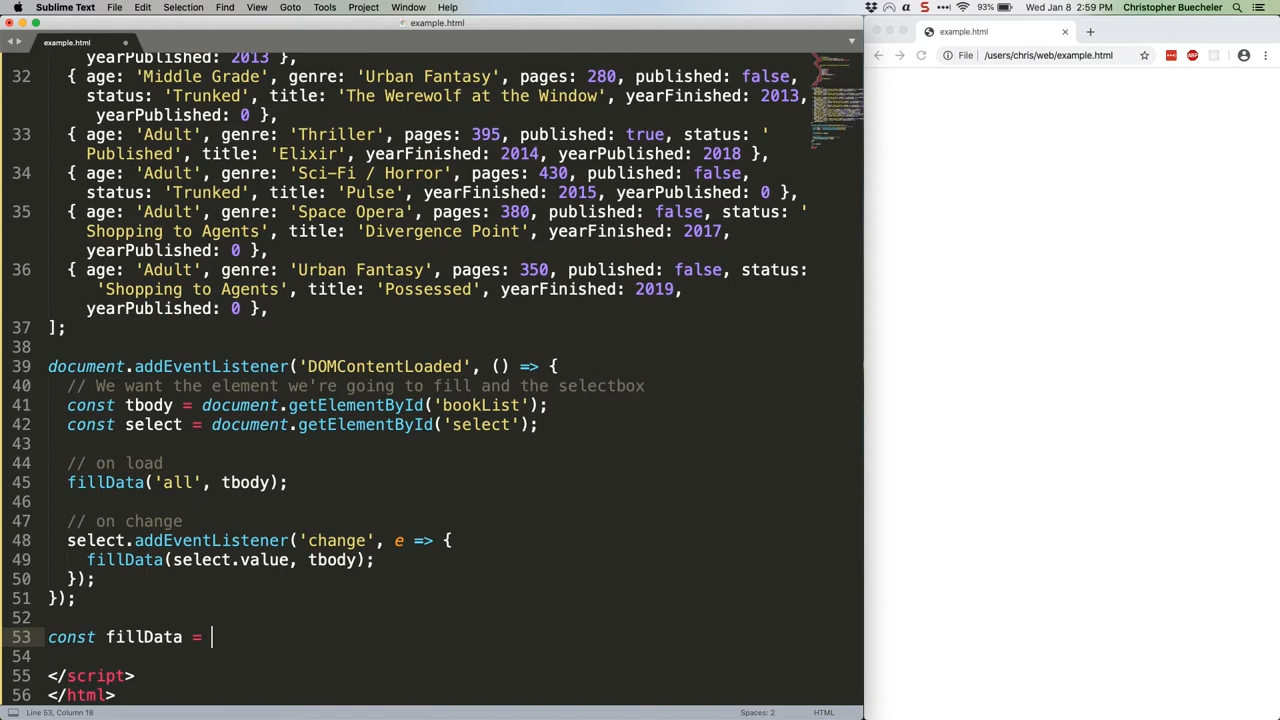 Sublime Text File Edit Selection Find View Goto Tools Project Window Help 93% Wed Jan 8 2:59 PM Christopher Buecheler
example.html
example.html
example.html
File /users/chris/web/example.html
yearPublished: 2013 },
32 { age: 'Middle Grade', genre: 'Urban Fantasy', pages: 280, published: false,
status: 'Trunked', title: 'The Werewolf at the Window', yearFinished: 2013,
yearPublished: 0 },
33 { age: 'Adult', genre: 'Thriller', pages: 395, published: true, status: '
Published', title: 'Elixir', yearFinished: 2014, yearPublished: 2018 },
34 { age: 'Adult', genre: 'Sci-Fi / Horror', pages: 430, published: false,
status: 'Trunked', title: 'Pulse', yearFinished: 2015, yearPublished: 0 },
35 { age: 'Adult', genre: 'Space Opera', pages: 380, published: false, status: '
Shopping to Agents', title: 'Divergence Point', yearFinished: 2017,
yearPublished: 0 },
36 { age: 'Adult', genre: 'Urban Fantasy', pages: 350, published: false, status:
'Shopping to Agents', title: 'Possessed', yearFinished: 2019,
yearPublished: 0 },
37 ];
38
39 document.addEventListener('DOMContentLoaded', () => {
40 // We want the element we're going to fill and the selectbox
41 const tbody = document.getElementById('bookList');
42 const select = document.getElementById('select');
43
44 // on load
45 fillData('all', tbody);
46
47 // on change
48 select.addEventListener('change', e => {
49 fillData(select.value, tbody);
50 });
51 });
52
53 const fillData =
54
55 </script>
56 </html>
Line 53, Column 18 Spaces: 2 HTML